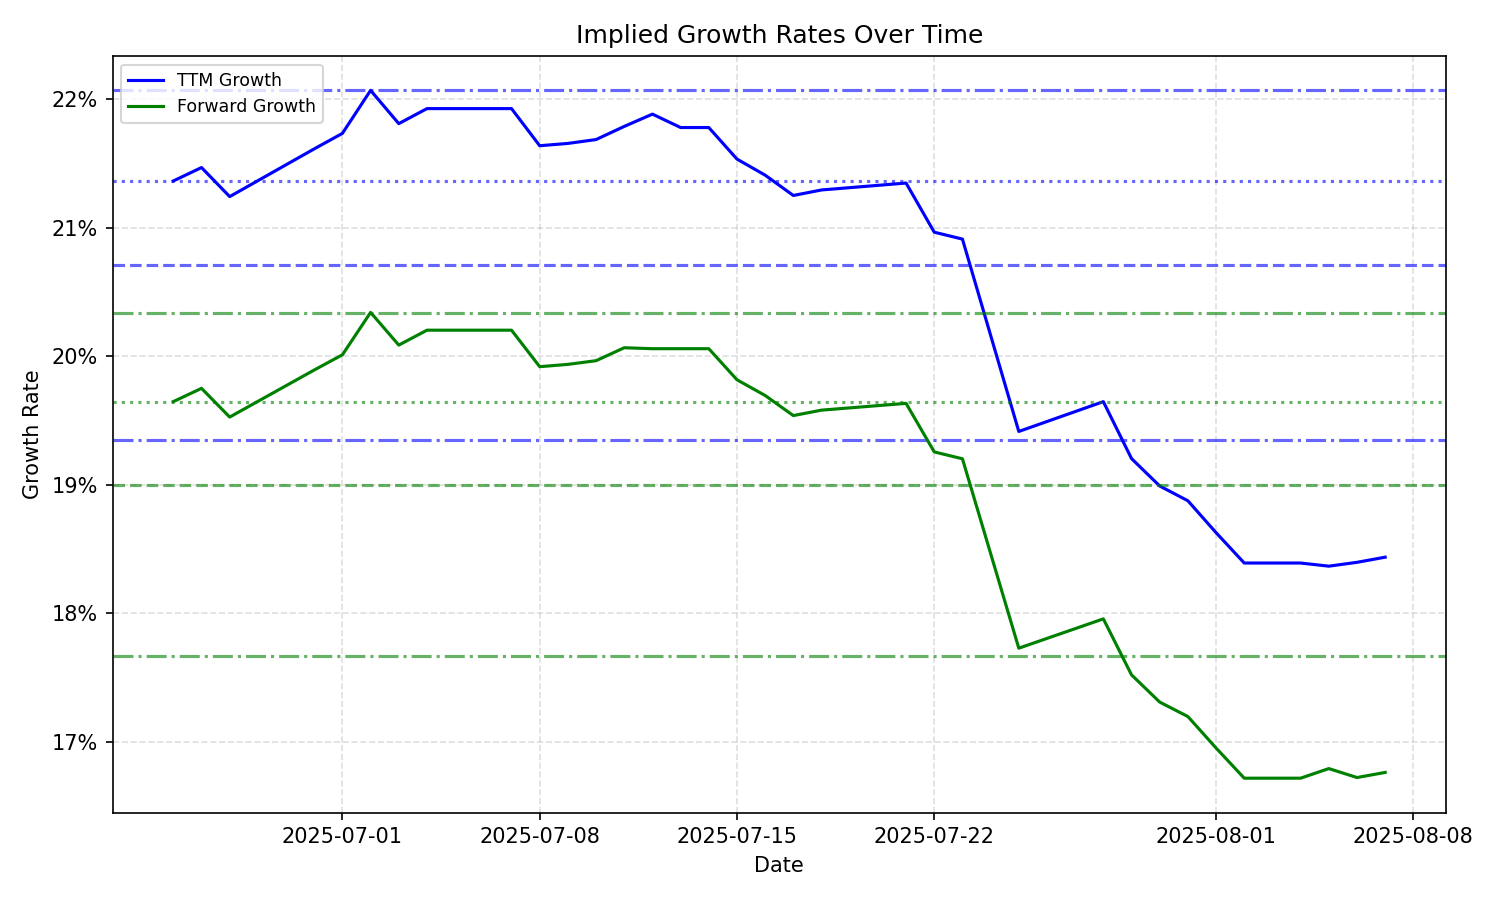 Implied Growth Rates Over Time
TTM Growth
Forward Growth
22%
21%
20%
19%
18%
17%
Growth Rate
2025-07-01
2025-07-08
2025-07-15
2025-07-22
2025-08-01
2025-08-08
Date